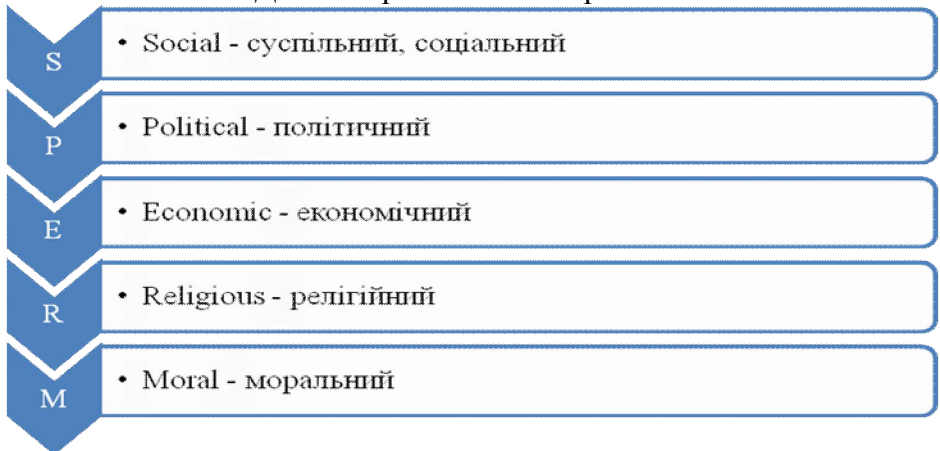 S
• Social - суспільний, соціальний
P
• Political - політичний
E
• Economic - економічний
R
• Religious - релігійний
M
• Moral - моральний